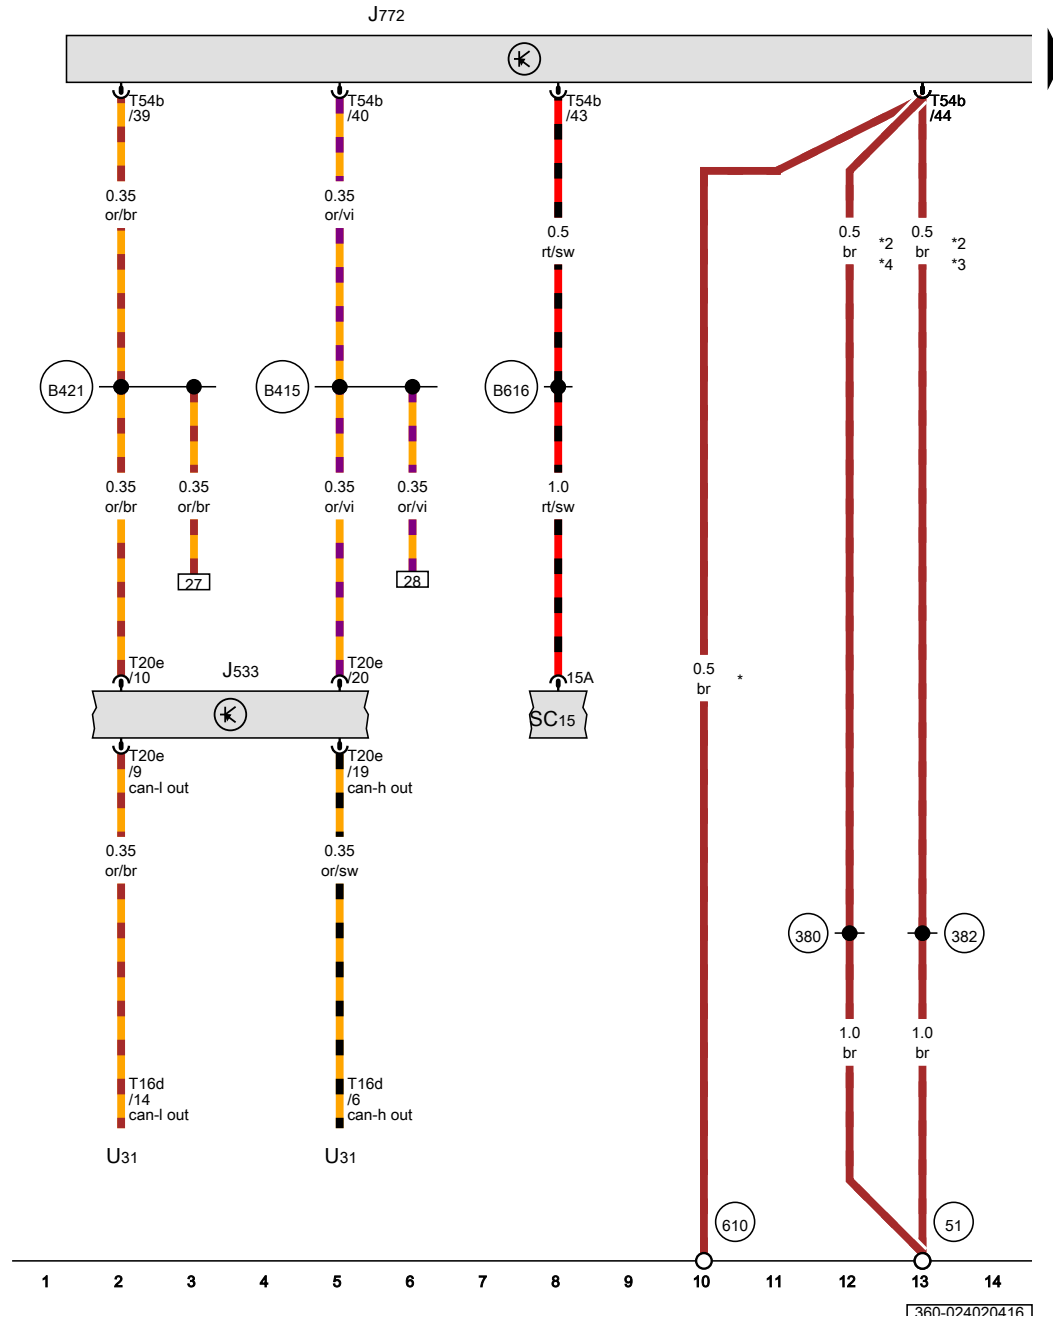 J772
T54b
/39
T54b
/40
T54b
/43
T54b
/44
0.35
or/br
0.35
or/vi
0.5
rt/sw
0.5
br
*2
*4
0.5
br
*2
*3
B421
B415
B616
0.35
or/br
0.35
or/br
0.35
or/vi
0.35
or/vi
1.0
rt/sw
27
28
T20e
/10
J533
T20e
/20
15A
SC15
0.5
br
*
T20e
/9
can-l out
T20e
/19
can-h out
0.35
or/br
0.35
or/sw
380
382
1.0
br
1.0
br
T16d
/14
can-l out
T16d
/6
can-h out
U31
U31
610
51
1 2 3 4 5 6 7 8 9 10 11 12 13 14
360-024020416